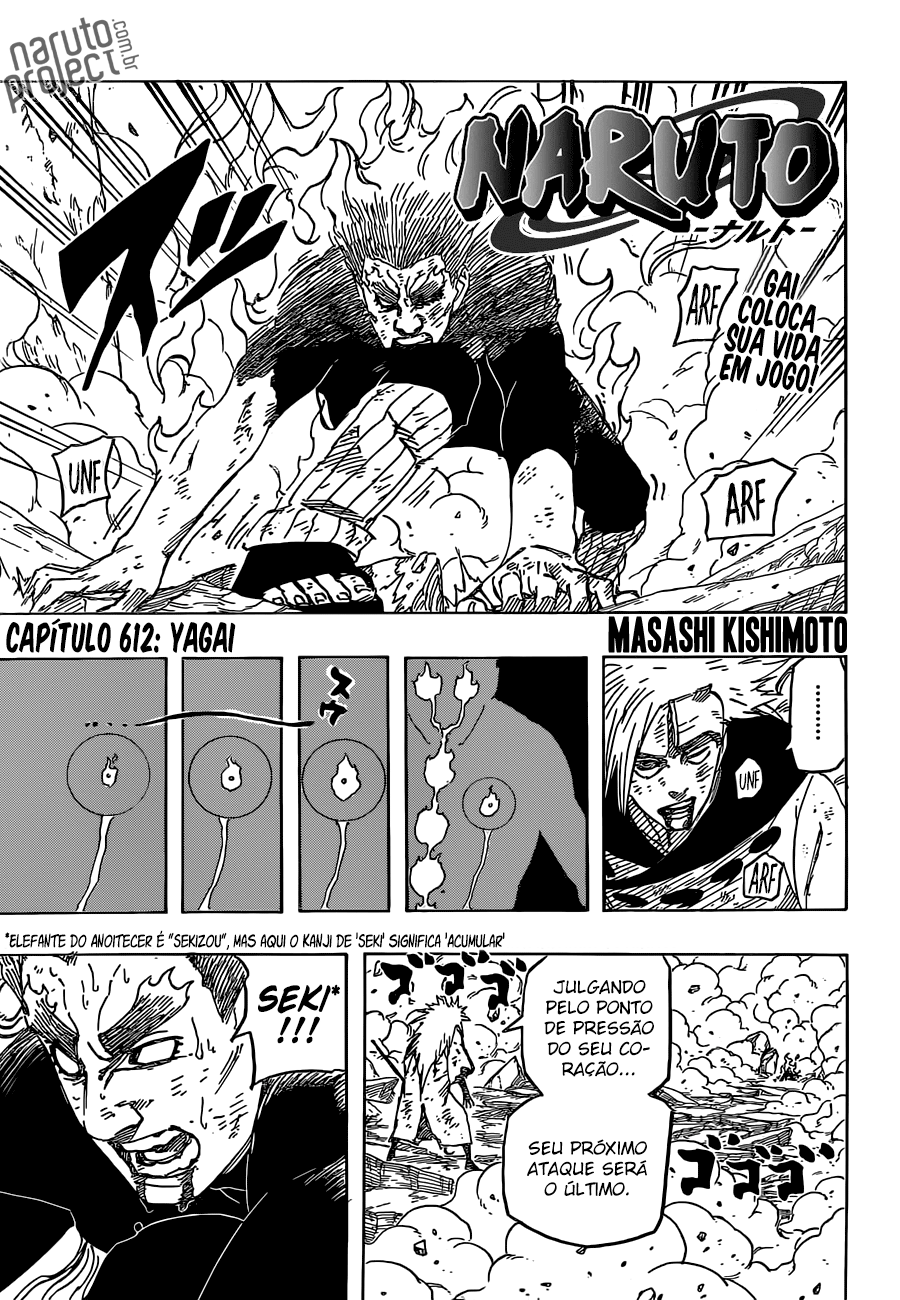 naruto
project
.com.br
NARUTO
-ナルト-
ズッ
ARF
GAI
COLOCA
SUA VIDA
EM JOGO!
UNF
ARF
CAPÍTULO 612: YAGAI
MASASHI KISHIMOTO
.........
UNF
ARF
スゥ
*ELEFANTE DO ANOITECER É "SEKIZOU", MAS AQUI O KANJI DE 'SEKI' SIGNIFICA 'ACUMULAR'
SEKI*
!!!
ゴゴゴ
JULGANDO
PELO PONTO
DE PRESSÃO
DO SEU CO-
RAÇÃO...
SEU PRÓXIMO
ATAQUE SERÁ
O ÚLTIMO.
ゴゴゴ